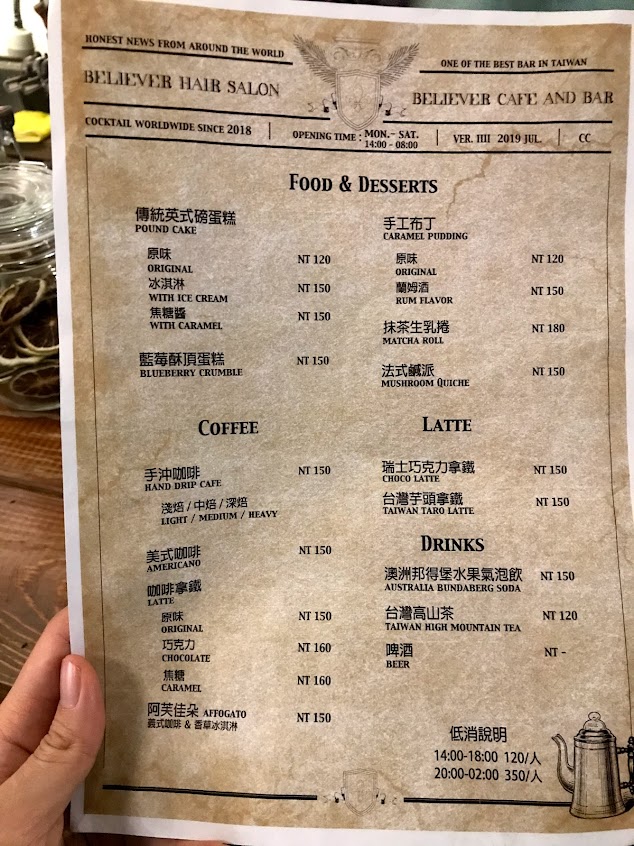 HONEST NEWS FROM AROUND THE WORLD
BELIEVER HAIR SALON
COCKTAIL WORLDWIDE SINCE 2018
ONE OF THE BEST BAR IN TAIWAN
BELIEVER CAFE AND BAR
OPENING TIME : MON.- SAT.
14:00 - 08:00
VER. IIII 2019 JUL.
CC
FOOD & DESSERTS
傳統英式磅蛋糕
POUND CAKE
原味 NT 120
ORIGINAL
冰淇淋 NT 150
WITH ICE CREAM
焦糖醬 NT 150
WITH CARAMEL
藍莓酥頂蛋糕 NT 150
BLUEBERRY CRUMBLE
手工布丁
CARAMEL PUDDING
原味 NT 120
ORIGINAL
蘭姆酒 NT 150
RUM FLAVOR
抹茶生乳捲 NT 180
MATCHA ROLL
法式鹹派 NT 150
MUSHROOM QUICHE
COFFEE
手沖咖啡 NT 150
HAND DRIP CAFE
淺焙 / 中焙 / 深焙
LIGHT / MEDIUM / HEAVY
美式咖啡 NT 150
AMERICANO
咖啡拿鐵
LATTE
原味 NT 150
ORIGINAL
巧克力 NT 160
CHOCOLATE
焦糖 NT 160
CARAMEL
阿芙佳朵 AFFOGATO NT 150
義式咖啡 & 香草冰淇淋
LATTE
瑞士巧克力拿鐵 NT 150
CHOCO LATTE
台灣芋頭拿鐵 NT 150
TAIWAN TARO LATTE
DRINKS
澳洲邦得堡水果氣泡飲 NT 150
AUSTRALIA BUNDABERG SODA
台灣高山茶 NT 120
TAIWAN HIGH MOUNTAIN TEA
啤酒 NT -
BEER
低消說明
14:00-18:00 120/人
20:00-02:00 350/人
S C